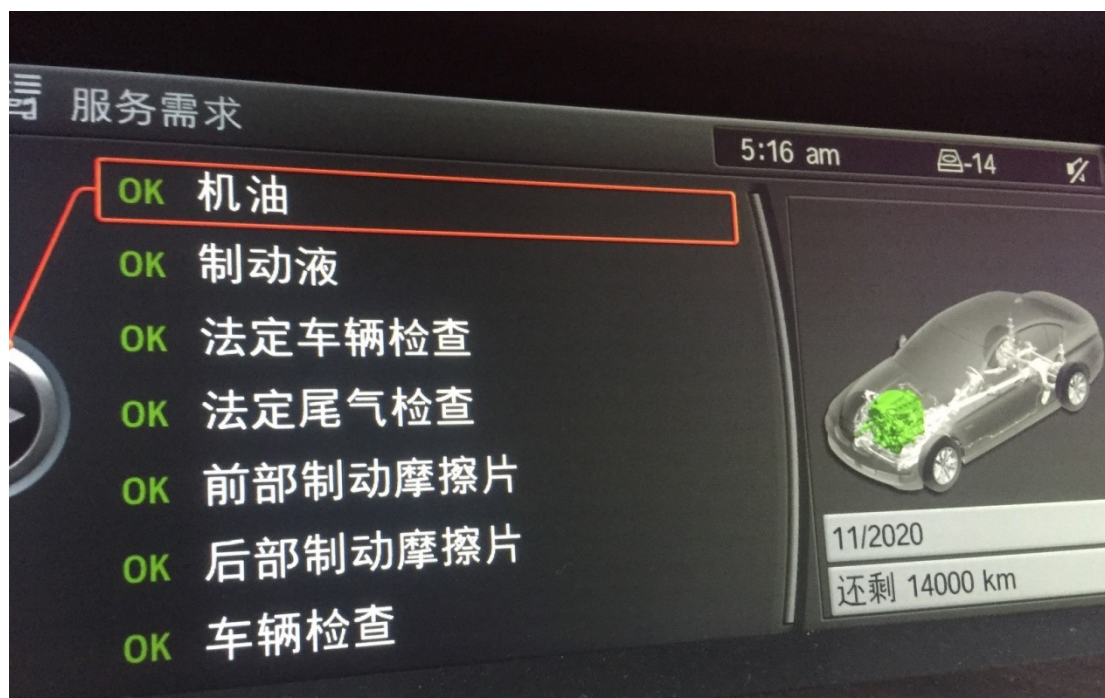 服务需求
5:16 am
-14
OK 机油
OK 制动液
OK 法定车辆检查
OK 法定尾气检查
OK 前部制动摩擦片
OK 后部制动摩擦片
OK 车辆检查
11/2020
还剩 14000 km